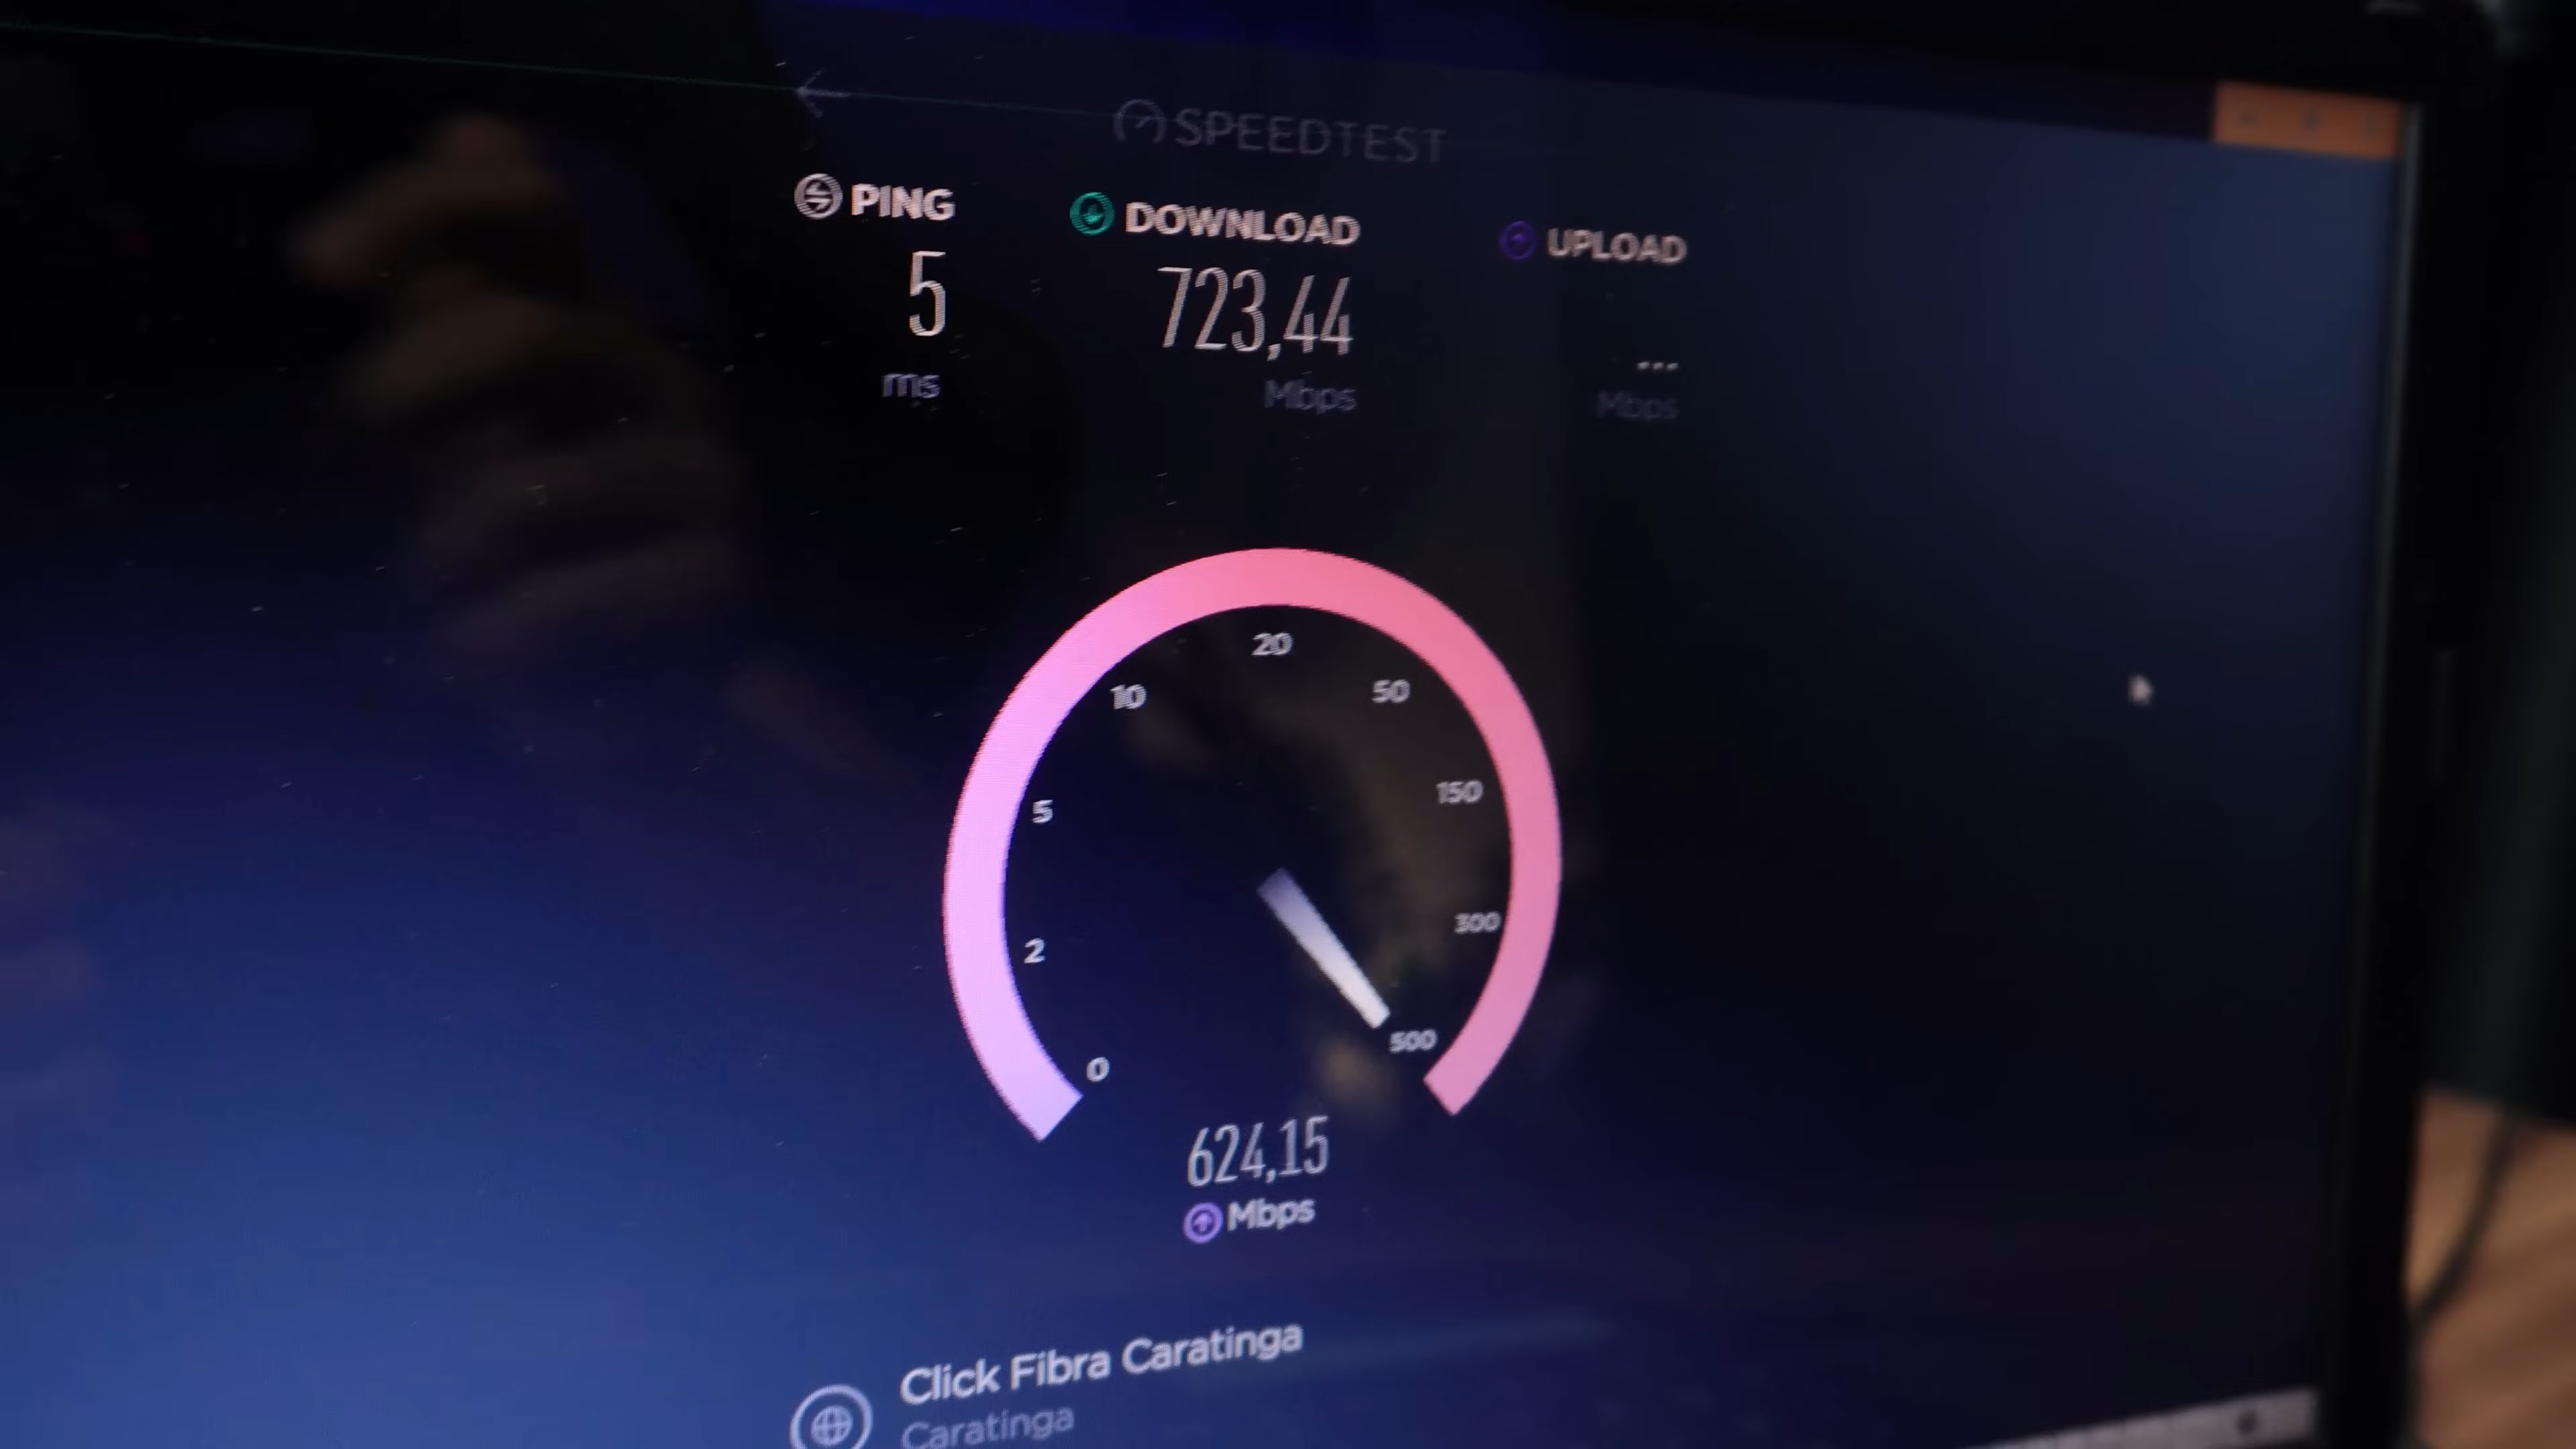 SPEEDTEST
PING
DOWNLOAD
UPLOAD
5
723,44
...
ms
Mbps
Mbps
20
10
50
5
150
2
300
0
500
624,15
Mbps
Click Fibra Caratinga
Caratinga